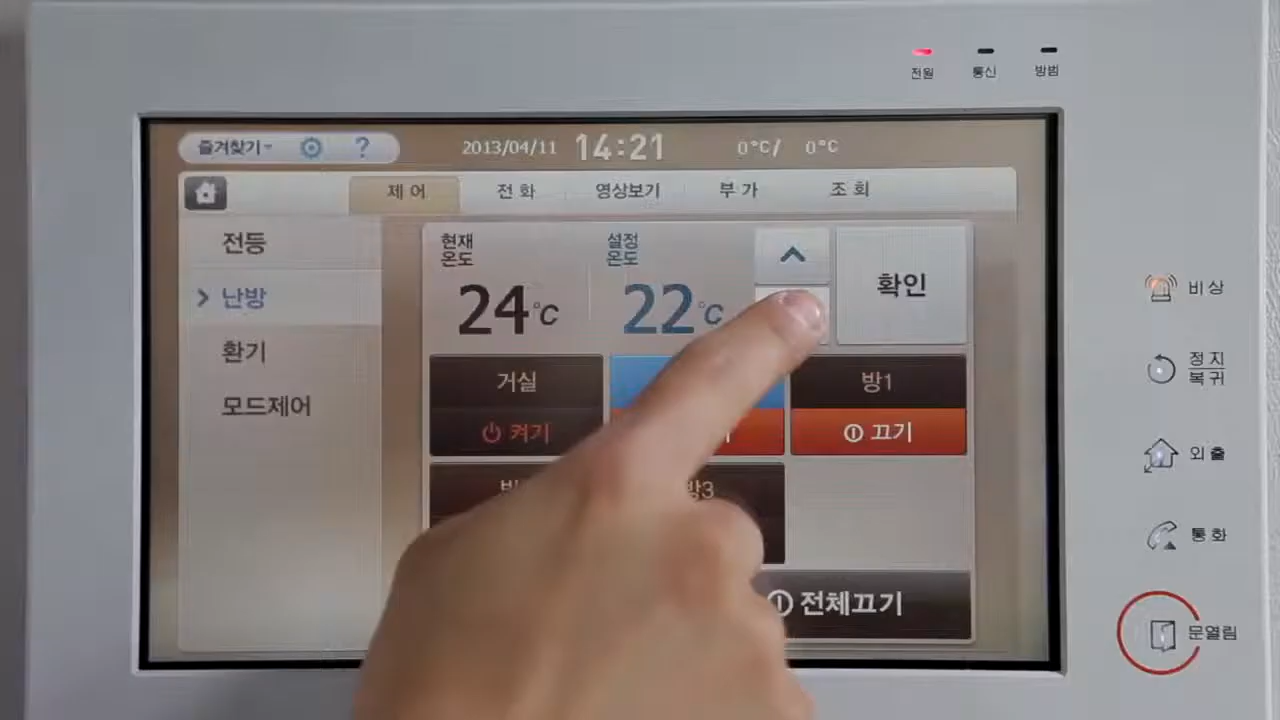 전원 통신 방범
즐겨찾기 ? 2013/04/11 14:21 0°C/ 0°C
제어 전화 영상보기 부가 조회
전등
난방
환기
모드제어
현재
온도
24°C
설정
온도
22°C
확인
거실
켜기
방1
끄기
방3
전체끄기
비상
정지
복귀
외출
통화
문열림